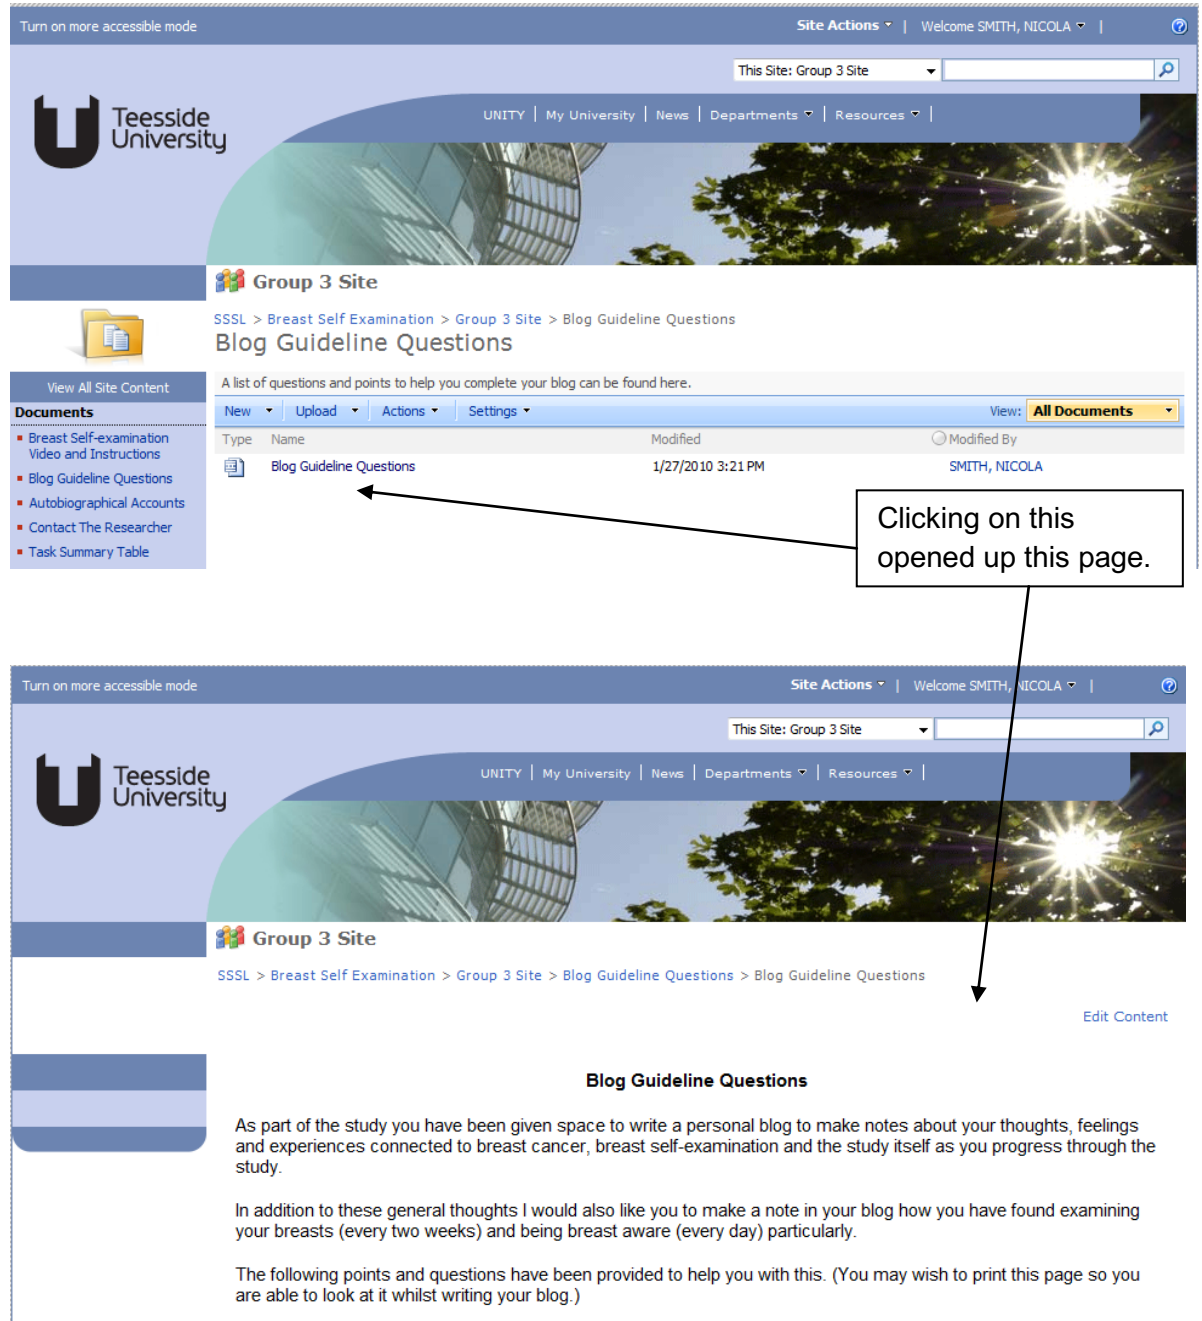 Turn on more accessible mode
Site Actions | Welcome SMITH, NICOLA |
This Site: Group 3 Site
Teesside
University
UNITY | My University | News | Departments | Resources |
Group 3 Site
SSSL > Breast Self Examination > Group 3 Site > Blog Guideline Questions
Blog Guideline Questions
View All Site Content
Documents
Breast Self-examination
Video and Instructions
Blog Guideline Questions
Autobiographical Accounts
Contact The Researcher
Task Summary Table
A list of questions and points to help you complete your blog can be found here.
New Upload Actions Settings View: All Documents
Type Name Modified Modified By
Blog Guideline Questions 1/27/2010 3:21 PM SMITH, NICOLA
Clicking on this
opened up this page.
Turn on more accessible mode
Site Actions | Welcome SMITH, NICOLA |
This Site: Group 3 Site
Teesside
University
UNITY | My University | News | Departments | Resources |
Group 3 Site
SSSL > Breast Self Examination > Group 3 Site > Blog Guideline Questions > Blog Guideline Questions
Edit Content
Blog Guideline Questions
As part of the study you have been given space to write a personal blog to make notes about your thoughts, feelings
and experiences connected to breast cancer, breast self-examination and the study itself as you progress through the
study.
In addition to these general thoughts I would also like you to make a note in your blog how you have found examining
your breasts (every two weeks) and being breast aware (every day) particularly.
The following points and questions have been provided to help you with this. (You may wish to print this page so you
are able to look at it whilst writing your blog.)